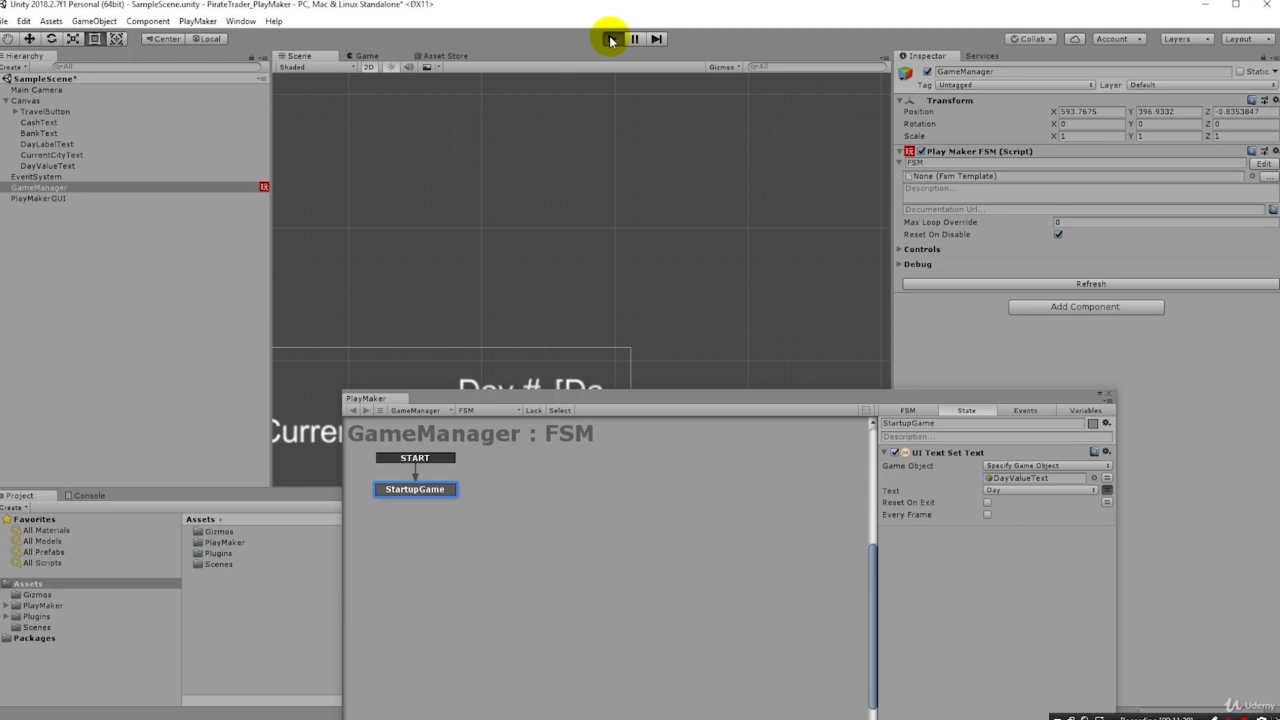 Unity 2018.2.7f1 Personal (64bit) - SampleScene.unity - PirateTrader_PlayMaker - PC, Mac & Linux Standalone* <DX11>
ile Edit Assets GameObject Component PlayMaker Window Help
Center Local
Collab Account Layers Layout
Hierarchy
Create All
SampleScene*
Main Camera
Canvas
TravelButton
CashText
BankText
DayLabelText
CurrentCityText
DayValueText
EventSystem
GameManager
PlayMakerGUI
Scene Game Asset Store
Shaded 2D Gizmos All
Day # [Da
Curren
Inspector Services
GameManager Static
Tag Untagged Layer Default
Transform
Position X 593.7675 Y 396.9332 Z -0.8353847
Rotation X 0 Y 0 Z 0
Scale X 1 Y 1 Z 1
Play Maker FSM (Script)
FSM Edit
None (Fsm Template) ...
Description...
Documentation Url...
Max Loop Override 0
Reset On Disable
Controls
Debug
Refresh
Add Component
PlayMaker
GameManager FSM Lock Select
GameManager : FSM
START
StartupGame
FSM State Events Variables
StartupGame
Description...
UI Text Set Text
Game Object Specify Game Object
DayValueText
Text Day
Reset On Exit
Every Frame
Project Console
Create
Favorites
All Materials
All Models
All Prefabs
All Scripts
Assets
Gizmos
PlayMaker
Plugins
Scenes
Packages
Assets
Gizmos
PlayMaker
Plugins
Scenes
Udemy